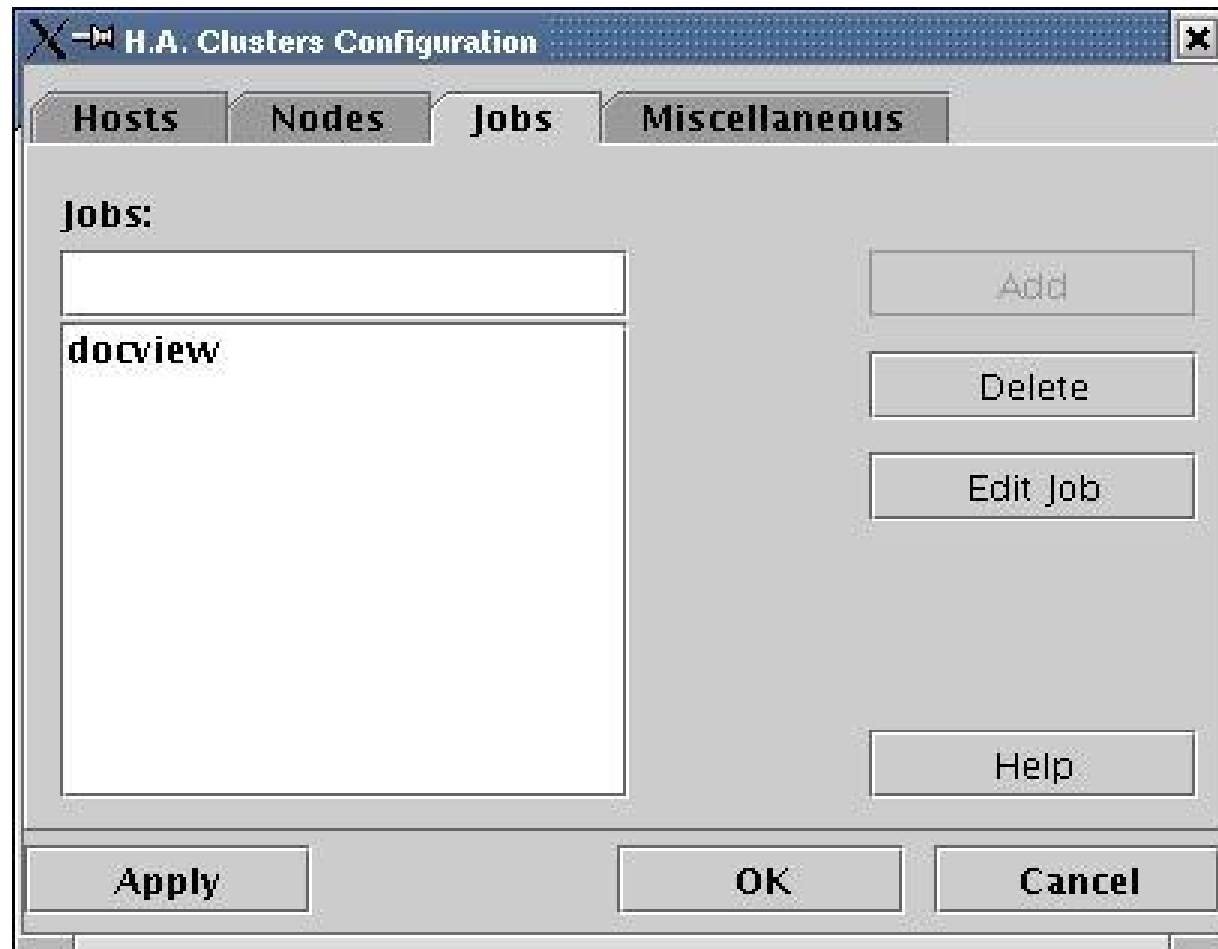 H.A. Clusters Configuration
Hosts Nodes Jobs Miscellaneous
Jobs:
Add
docview
Delete
Edit Job
Help
Apply OK Cancel